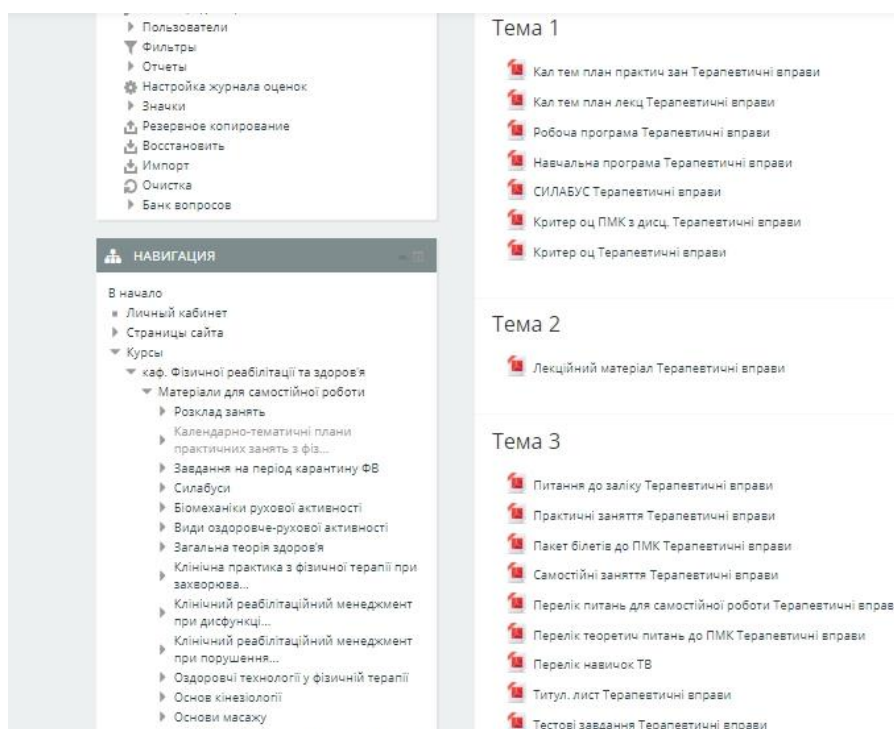 Пользователи
Фильтры
Отчеты
Настройка журнала оценок
Значки
Резервное копирование
Восстановить
Импорт
Очистка
Банк вопросов
НАВИГАЦИЯ
В начало
Личный кабинет
Страницы сайта
Курсы
каф. Фізичної реабілітації та здоров'я
Матеріали для самостійної роботи
Розклад занять
Календарно-тематичні плани
практичних занять з фіз...
Завдання на період карантину ФВ
Силабуси
Біомеханіки рухової активності
Види оздоровче-рухової активності
Загальна теорія здоров'я
Клінічна практика з фізичної терапії при
захворюва...
Клінічний реабілітаційний менеджмент
при дисфункці...
Клінічний реабілітаційний менеджмент
при порушення...
Оздоровчі технології у фізичній терапії
Основ кінезіології
Основи масажу
Тема 1
Кал тем план практич зан Терапевтичні вправи
Кал тем план лекц Терапевтичні вправи
Робоча програма Терапевтичні вправи
Навчальна програма Терапевтичні вправи
СИЛАБУС Терапевтичні вправи
Критер оц ПМК з дисц. Терапевтичні вправи
Критер оц Терапевтичні вправи
Тема 2
Лекційний матеріал Терапевтичні вправи
Тема 3
Питання до заліку Терапевтичні вправи
Практичні заняття Терапевтичні вправи
Пакет білетів до ПМК Терапевтичні вправи
Самостійні заняття Терапевтичні вправи
Перелік питань для самостійної роботи Терапевтичні вправ
Перелік теоретич питань до ПМК Терапевтичні вправи
Перелік навичок ТВ
Титул. лист Терапевтичні вправи
Тестові завдання Терапевтичні вправи